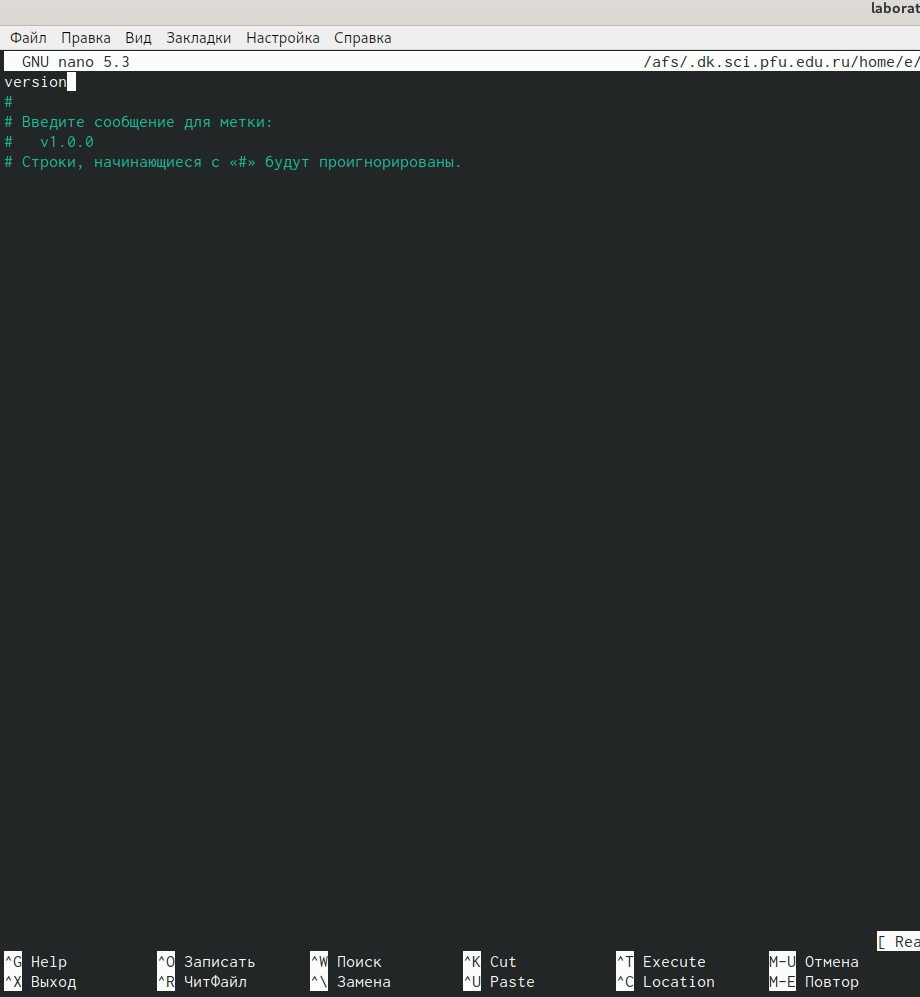 laborat
Файл Правка Вид Закладки Настройка Справка
GNU nano 5.3 /afs/.dk.sci.pfu.edu.ru/home/e/
version
#
# Введите сообщение для метки:
#   v1.0.0
# Строки, начинающиеся с «#» будут проигнорированы.
[ Rea
^G Help ^O Записать ^W Поиск ^K Cut ^T Execute M-U Отмена
^X Выход ^R ЧитФайл ^\ Замена ^U Paste ^C Location M-E Повтор